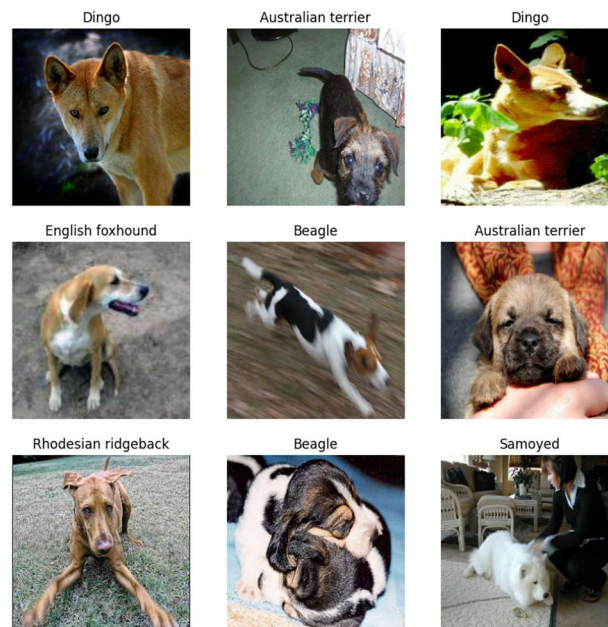 Dingo
Australian terrier
Dingo
English foxhound
Beagle
Australian terrier
Rhodesian ridgeback
Beagle
Samoyed